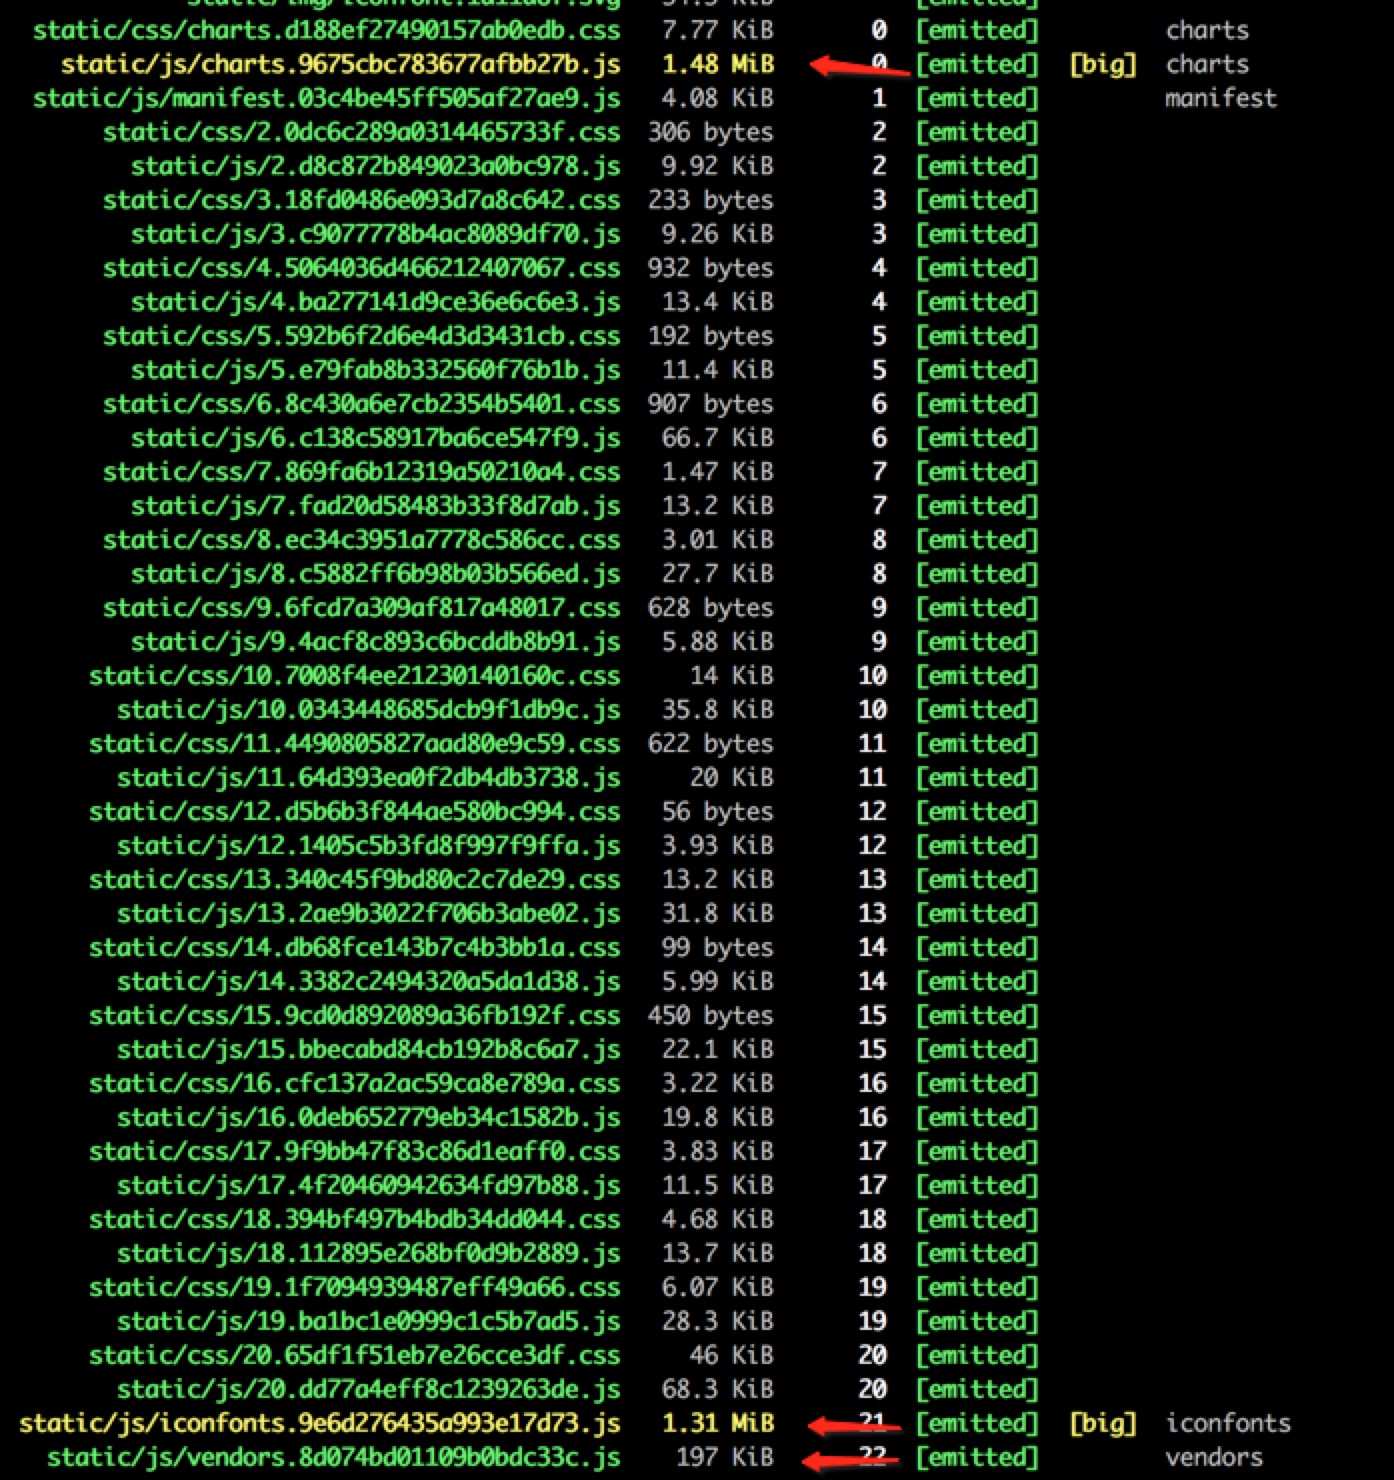 static/css/charts.d188ef27490157ab0edb.css 7.77 KiB 0 [emitted] charts
static/js/charts.9675cbc783677afbb27b.js 1.48 MiB 0 [emitted] [big] charts
static/js/manifest.03c4be45ff505af27ae9.js 4.08 KiB 1 [emitted] manifest
static/css/2.0dc6c289a0314465733f.css 306 bytes 2 [emitted]
static/js/2.d8c872b849023a0bc978.js 9.92 KiB 2 [emitted]
static/css/3.18fd0486e093d7a8c642.css 233 bytes 3 [emitted]
static/js/3.c9077778b4ac8089df70.js 9.26 KiB 3 [emitted]
static/css/4.5064036d466212407067.css 932 bytes 4 [emitted]
static/js/4.ba277141d9ce36e6c6e3.js 13.4 KiB 4 [emitted]
static/css/5.592b6f2d6e4d3d3431cb.css 192 bytes 5 [emitted]
static/js/5.e79fab8b332560f76b1b.js 11.4 KiB 5 [emitted]
static/css/6.8c430a6e7cb2354b5401.css 907 bytes 6 [emitted]
static/js/6.c138c58917ba6ce547f9.js 66.7 KiB 6 [emitted]
static/css/7.869fa6b12319a50210a4.css 1.47 KiB 7 [emitted]
static/js/7.fad20d58483b33f8d7ab.js 13.2 KiB 7 [emitted]
static/css/8.ec34c3951a7778c586cc.css 3.01 KiB 8 [emitted]
static/js/8.c5882ff6b98b03b566ed.js 27.7 KiB 8 [emitted]
static/css/9.6fcd7a309af817a48017.css 628 bytes 9 [emitted]
static/js/9.4acf8c893c6bcddb8b91.js 5.88 KiB 9 [emitted]
static/css/10.7008f4ee21230140160c.css 14 KiB 10 [emitted]
static/js/10.0343448685dcb9f1db9c.js 35.8 KiB 10 [emitted]
static/css/11.4490805827aad80e9c59.css 622 bytes 11 [emitted]
static/js/11.64d393ea0f2db4db3738.js 20 KiB 11 [emitted]
static/css/12.d5b6b3f844ae580bc994.css 56 bytes 12 [emitted]
static/js/12.1405c5b3fd8f997f9ffa.js 3.93 KiB 12 [emitted]
static/css/13.340c45f9bd80c2c7de29.css 13.2 KiB 13 [emitted]
static/js/13.2ae9b3022f706b3abe02.js 31.8 KiB 13 [emitted]
static/css/14.db68fce143b7c4b3bb1a.css 99 bytes 14 [emitted]
static/js/14.3382c2494320a5da1d38.js 5.99 KiB 14 [emitted]
static/css/15.9cd0d892089a36fb192f.css 450 bytes 15 [emitted]
static/js/15.bbecabd84cb192b8c6a7.js 22.1 KiB 15 [emitted]
static/css/16.cfc137a2ac59ca8e789a.css 3.22 KiB 16 [emitted]
static/js/16.0deb652779eb34c1582b.js 19.8 KiB 16 [emitted]
static/css/17.9f9bb47f83c86d1eaff0.css 3.83 KiB 17 [emitted]
static/js/17.4f20460942634fd97b88.js 11.5 KiB 17 [emitted]
static/css/18.394bf497b4bdb34dd044.css 4.68 KiB 18 [emitted]
static/js/18.112895e268bf0d9b2889.js 13.7 KiB 18 [emitted]
static/css/19.1f7094939487eff49a66.css 6.07 KiB 19 [emitted]
static/js/19.ba1bc1e0999c1c5b7ad5.js 28.3 KiB 19 [emitted]
static/css/20.65df1f51eb7e26cce3df.css 46 KiB 20 [emitted]
static/js/20.dd77a4eff8c1239263de.js 68.3 KiB 20 [emitted]
static/js/iconfonts.9e6d276435a993e17d73.js 1.31 MiB 21 [emitted] [big] iconfonts
static/js/vendors.8d074bd01109b0bdc33c.js 197 KiB 22 [emitted] vendors